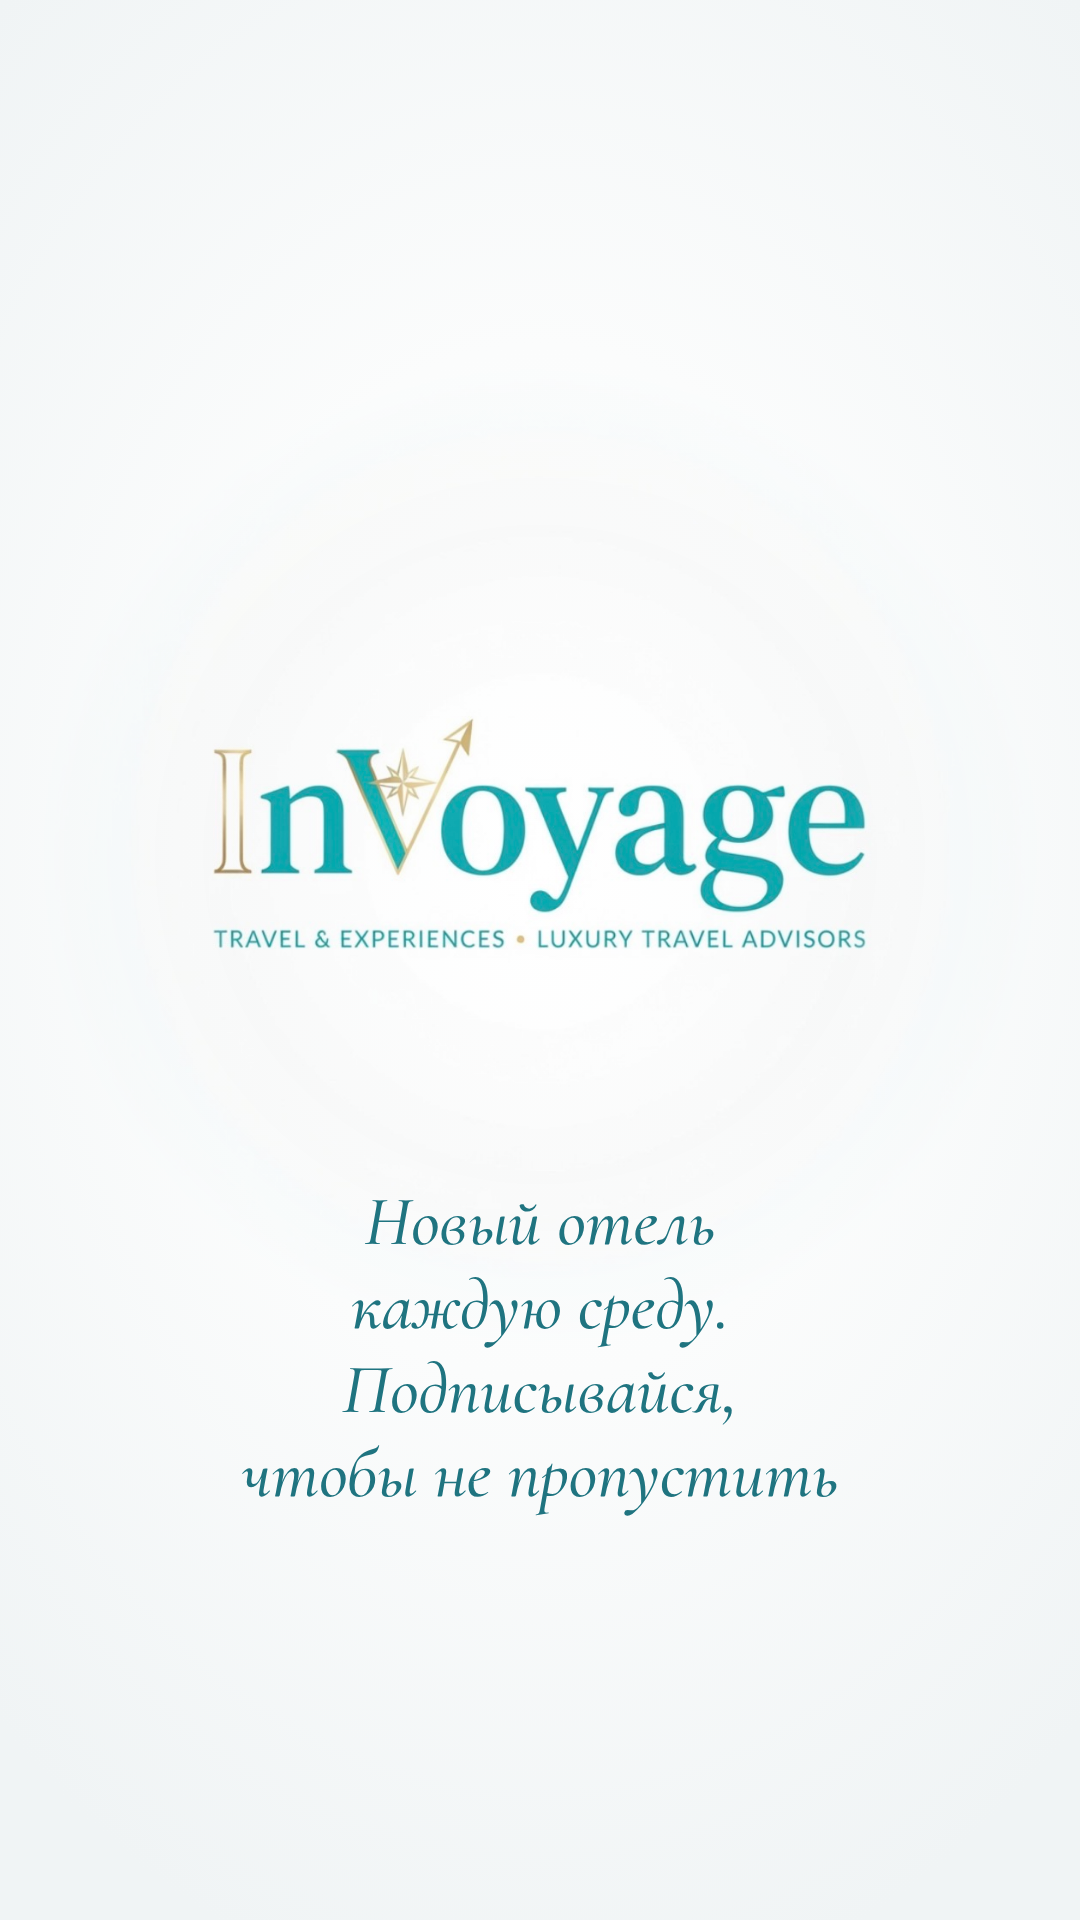 InVoyage
TRAVEL & EXPERIENCES • LUXURY TRAVEL ADVISORS
Новый отель
каждую среду.
Подписывайся,
чтобы не пропустить